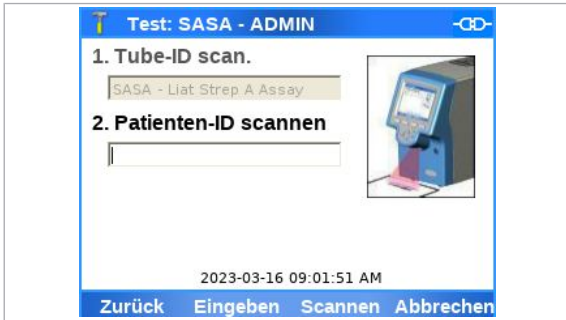 Test: SASA - ADMIN
1. Tube-ID scan.
SASA - Liat Strep A Assay
2. Patienten-ID scannen
2023-03-16 09:01:51 AM
Zurück Eingeben Scannen Abbrechen